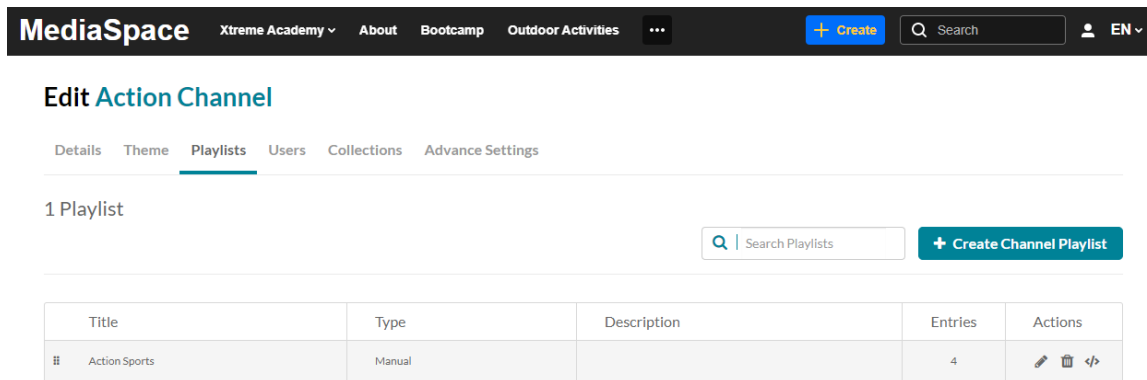 MediaSpace Xtreme Academy About Bootcamp Outdoor Activities ••• + Create Search EN
Edit Action Channel
Details Theme Playlists Users Collections Advance Settings
1 Playlist
Search Playlists + Create Channel Playlist
Title Type Description Entries Actions
Action Sports Manual 4 </>